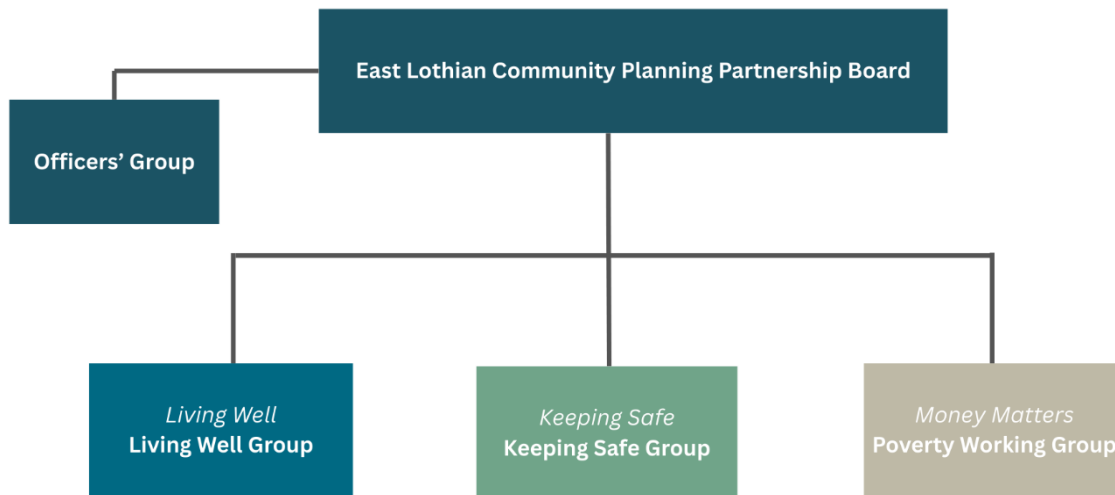 East Lothian Community Planning Partnership Board
Officers’ Group
Living Well
Living Well Group
Keeping Safe
Keeping Safe Group
Money Matters
Poverty Working Group